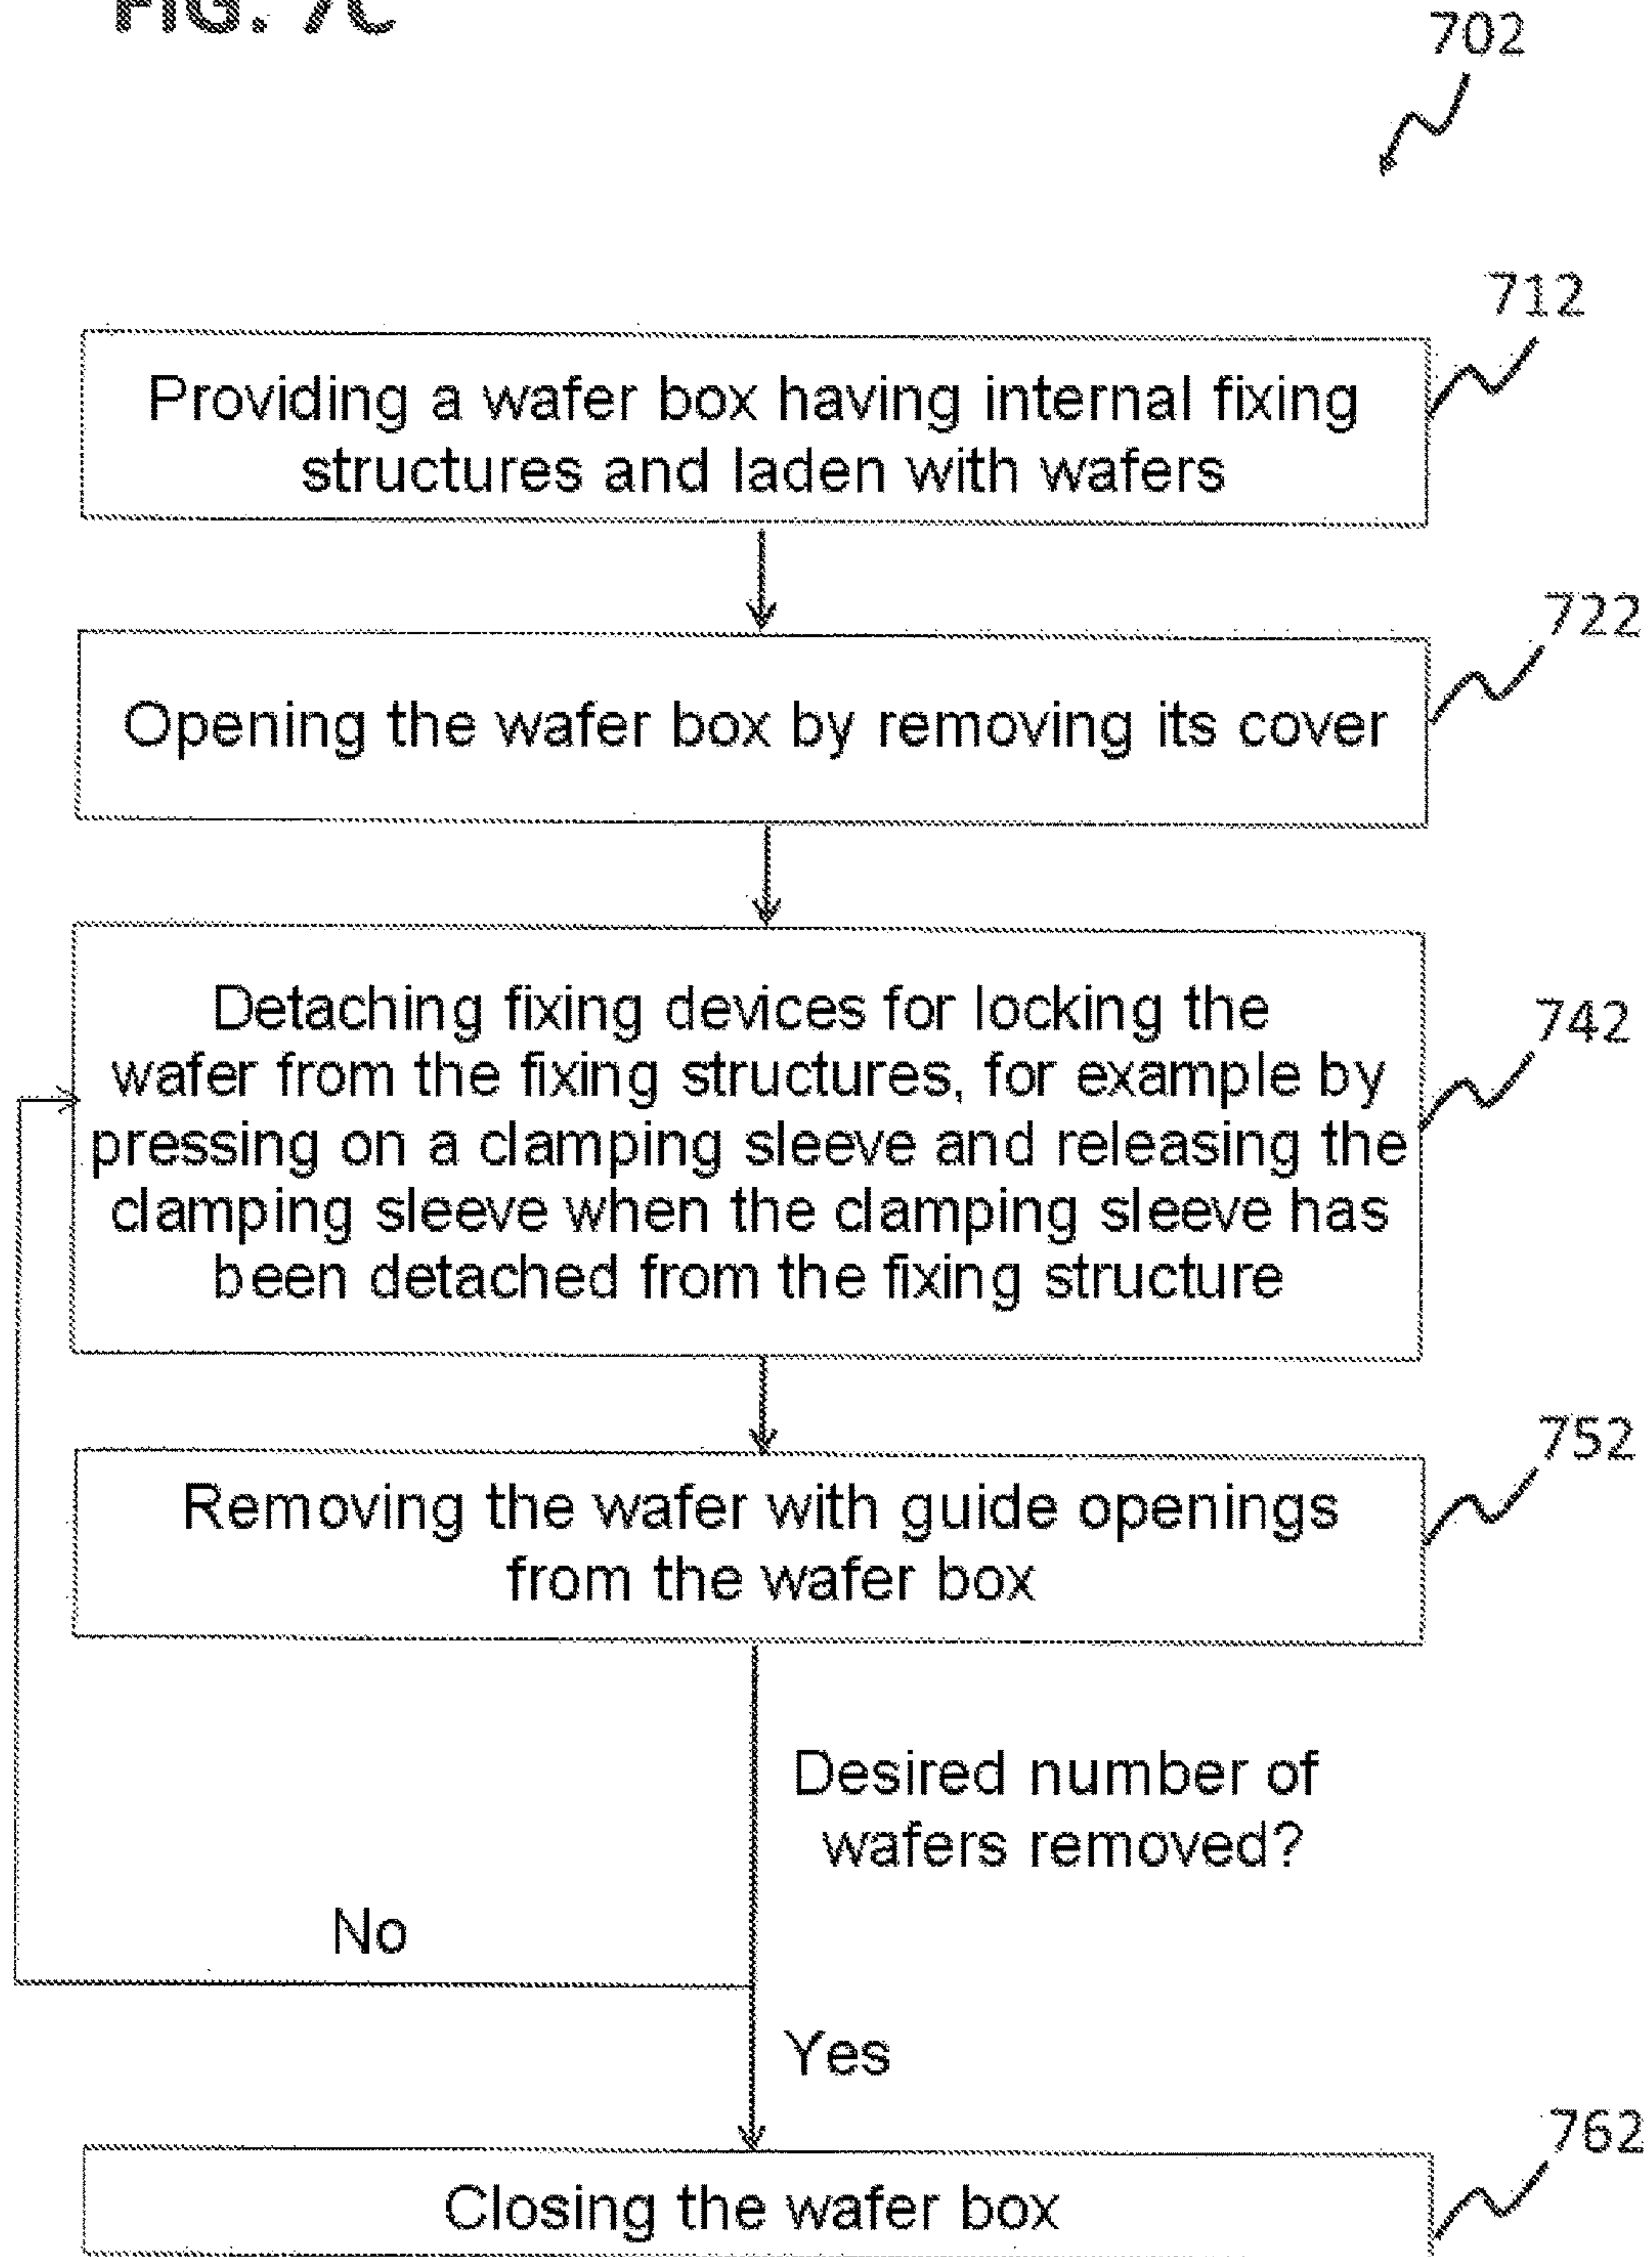 FIG. 7C
702
712
Providing a wafer box having internal fixing
structures and laden with wafers
722
Opening the wafer box by removing its cover
742
Detaching fixing devices for locking the
wafer from the fixing structures, for example by
pressing on a clamping sleeve and releasing the
clamping sleeve when the clamping sleeve has
been detached from the fixing structure
752
Removing the wafer with guide openings
from the wafer box
Desired number of
wafers removed?
No
Yes
762
Closing the wafer box